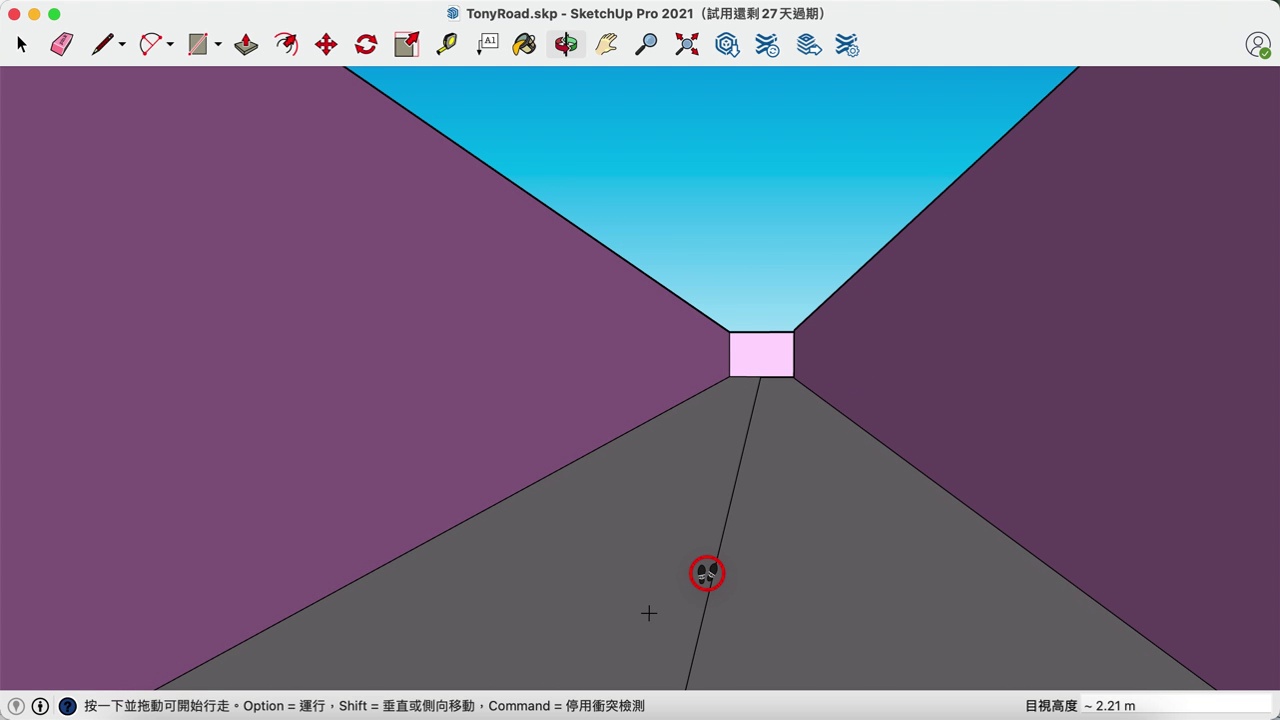 TonyRoad.skp - SketchUp Pro 2021（試用還剩 27 天過期）
A1
按一下並拖動可開始行走。Option = 運行，Shift = 垂直或側向移動，Command = 停用衝突檢測
目視高度 ~ 2.21 m